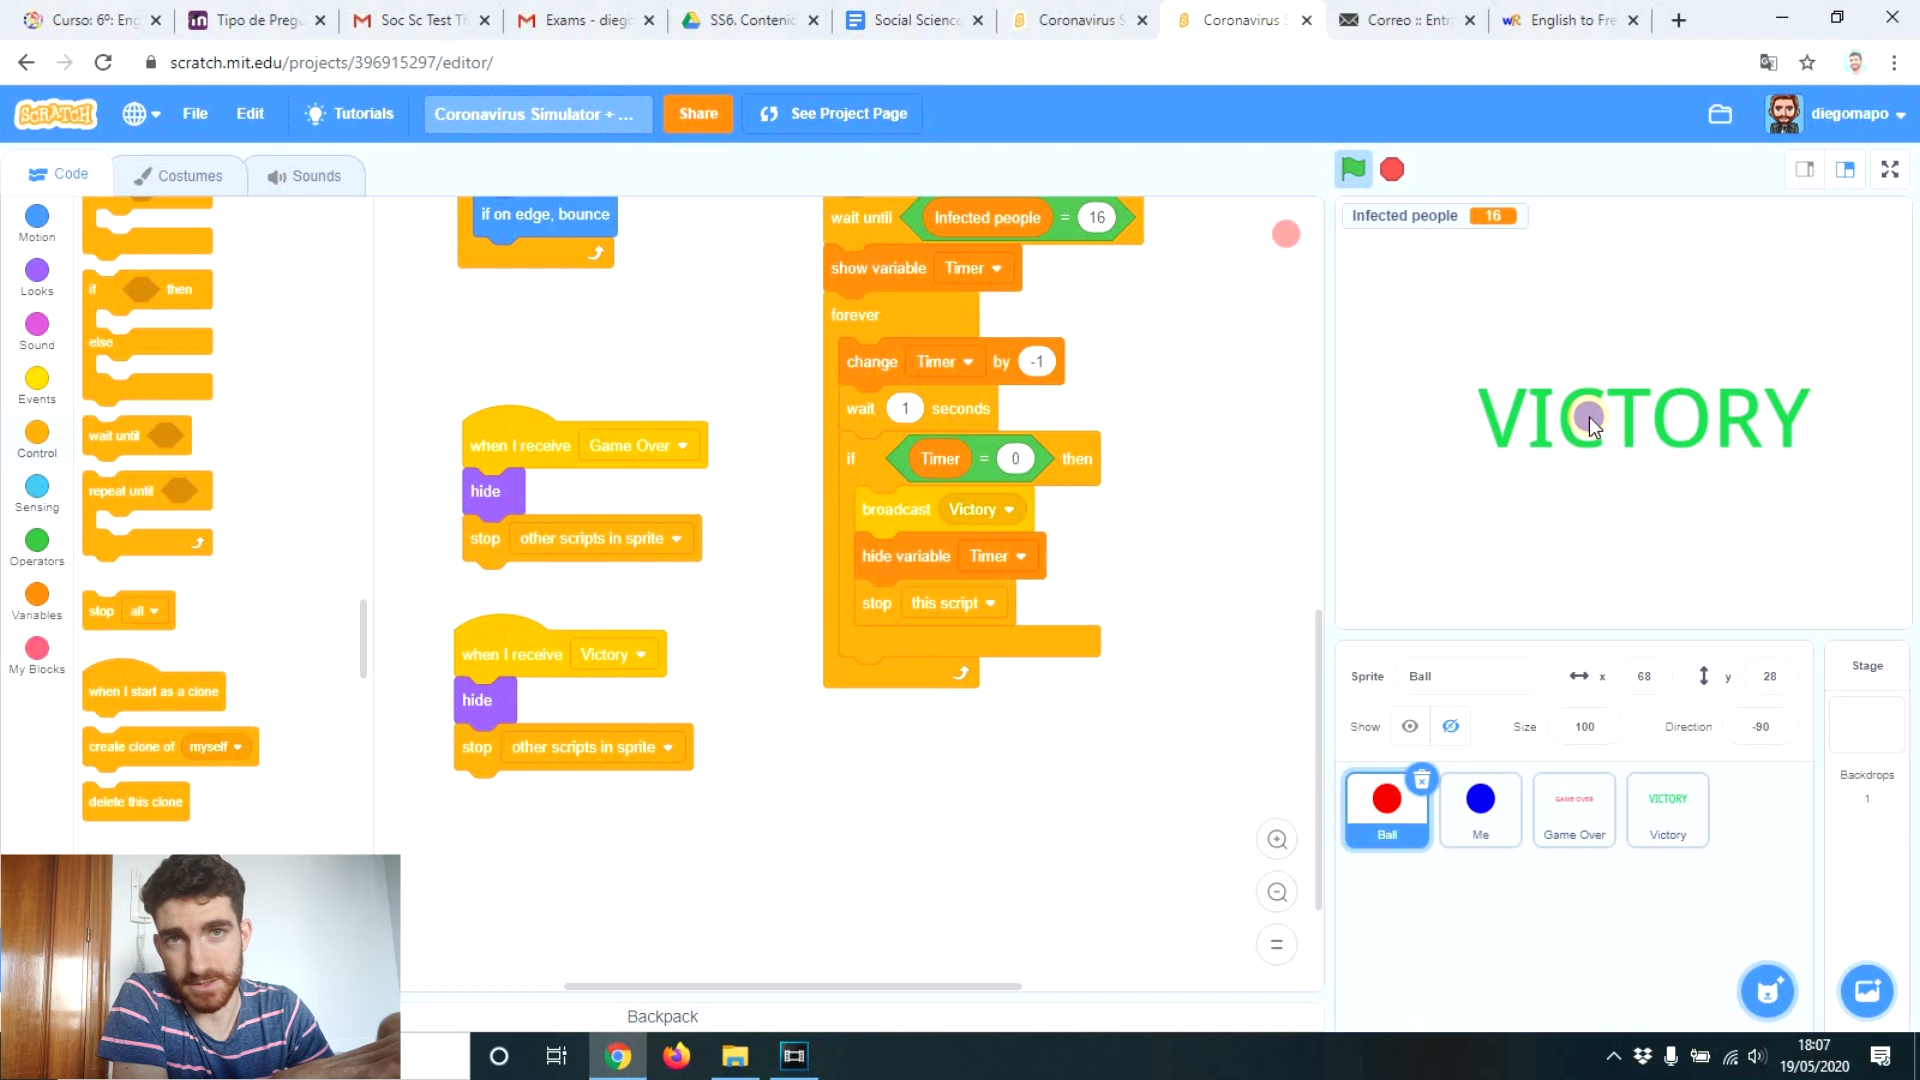 Curso: 6º: Eng
Tipo de Pregu
Soc Sc Test Th
Exams - diego
SS6. Contenid
Social Science
Coronavirus S
Coronavirus S
Correo :: Entr
English to Fre
scratch.mit.edu/projects/396915297/editor/
SCRATCH
File
Edit
Tutorials
Coronavirus Simulator + ...
Share
See Project Page
diegomapo
Code
Costumes
Sounds
Motion
Looks
Sound
Events
Control
Sensing
Operators
Variables
My Blocks
if then
else
wait until
repeat until
stop all
when I start as a clone
create clone of myself
delete this clone
if on edge, bounce
when I receive Game Over
hide
stop other scripts in sprite
when I receive Victory
hide
stop other scripts in sprite
wait until Infected people = 16
show variable Timer
forever
change Timer by -1
wait 1 seconds
if Timer = 0 then
broadcast Victory
hide variable Timer
stop this script
Infected people 16
VICTORY
Sprite Ball x 68 y 28
Show Size 100 Direction -90
Ball
Me
GAME OVER
Game Over
VICTORY
Victory
Stage
Backdrops
1
Backpack
18:07
19/05/2020